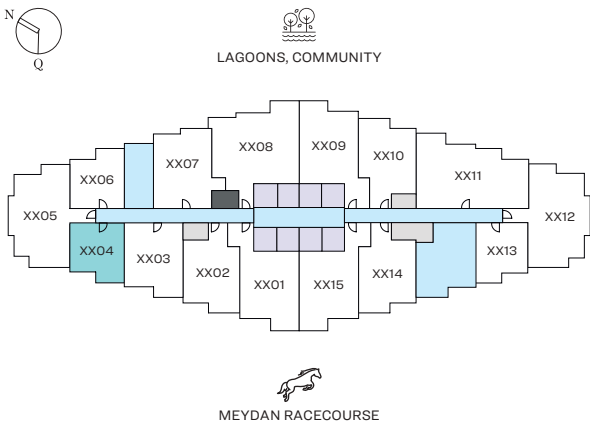 N
Q
LAGOONS, COMMUNITY
XX08
XX09
XX07
XX10
XX06
XX11
XX05
XX12
XX04
XX03
XX13
XX02
XX14
XX01
XX15
MEYDAN RACECOURSE